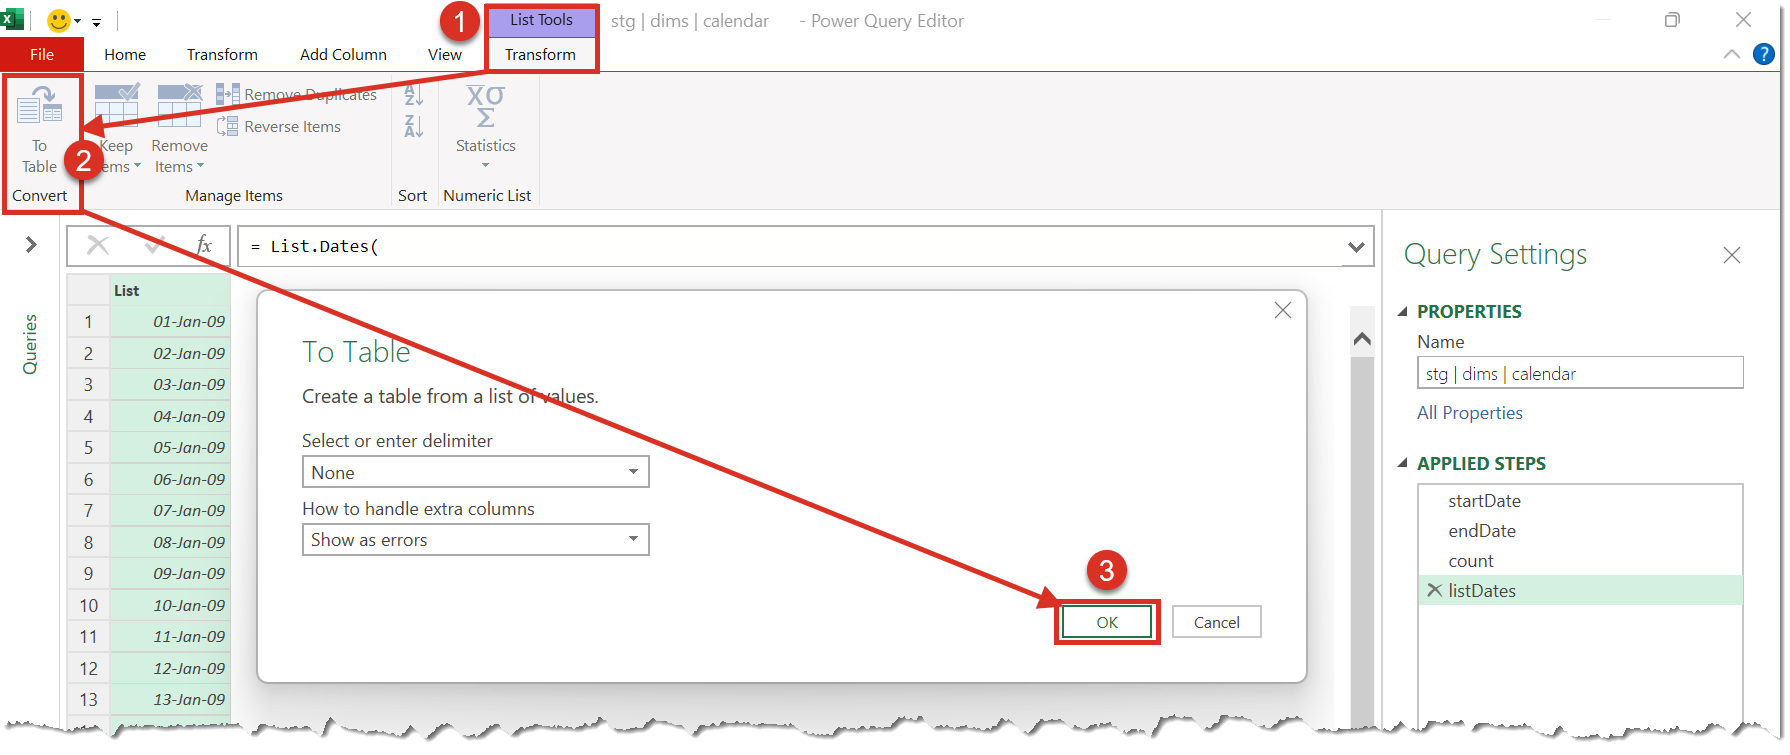 1
List Tools
stg | dims | calendar - Power Query Editor
File
Home
Transform
Add Column
View
Transform
?
To
Table
2
Convert
Keep
ems
Remove
Items
Remove Duplicates
Reverse Items
Manage Items
A
Z
Z
A
Sort
X̄σ
Σ
Statistics
Numeric List
fx
= List.Dates(
Queries
List
1 01-Jan-09
2 02-Jan-09
3 03-Jan-09
4 04-Jan-09
5 05-Jan-09
6 06-Jan-09
7 07-Jan-09
8 08-Jan-09
9 09-Jan-09
10 10-Jan-09
11 11-Jan-09
12 12-Jan-09
13 13-Jan-09
To Table
Create a table from a list of values.
Select or enter delimiter
None
How to handle extra columns
Show as errors
3
OK
Cancel
Query Settings
PROPERTIES
Name
stg | dims | calendar
All Properties
APPLIED STEPS
startDate
endDate
count
listDates